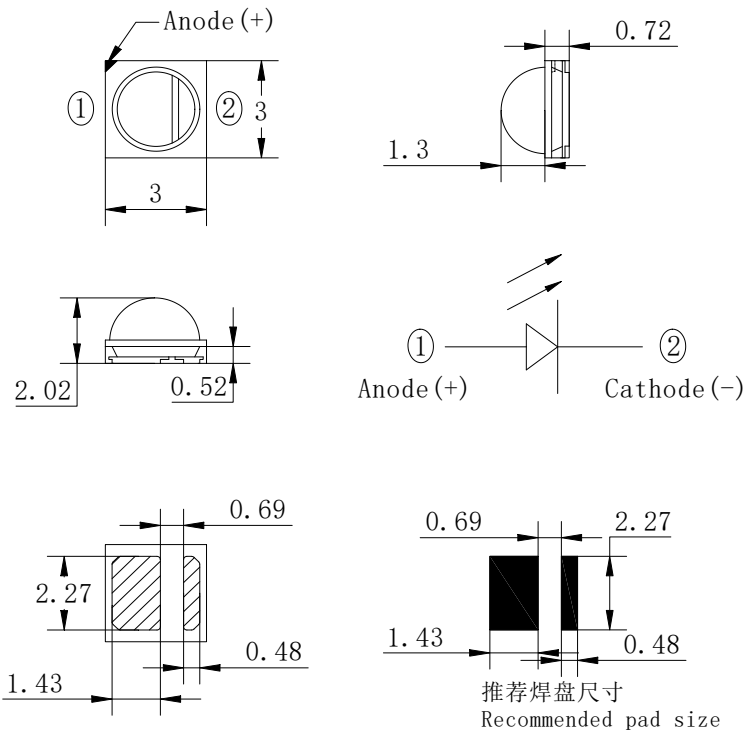 Anode(+)
① ② 3
3
0.72
1.3
2.02
0.52
① ②
Anode(+) Cathode(-)
0.69
2.27
0.48
1.43
0.69
2.27
1.43
0.48
推荐焊盘尺寸
Recommended pad size